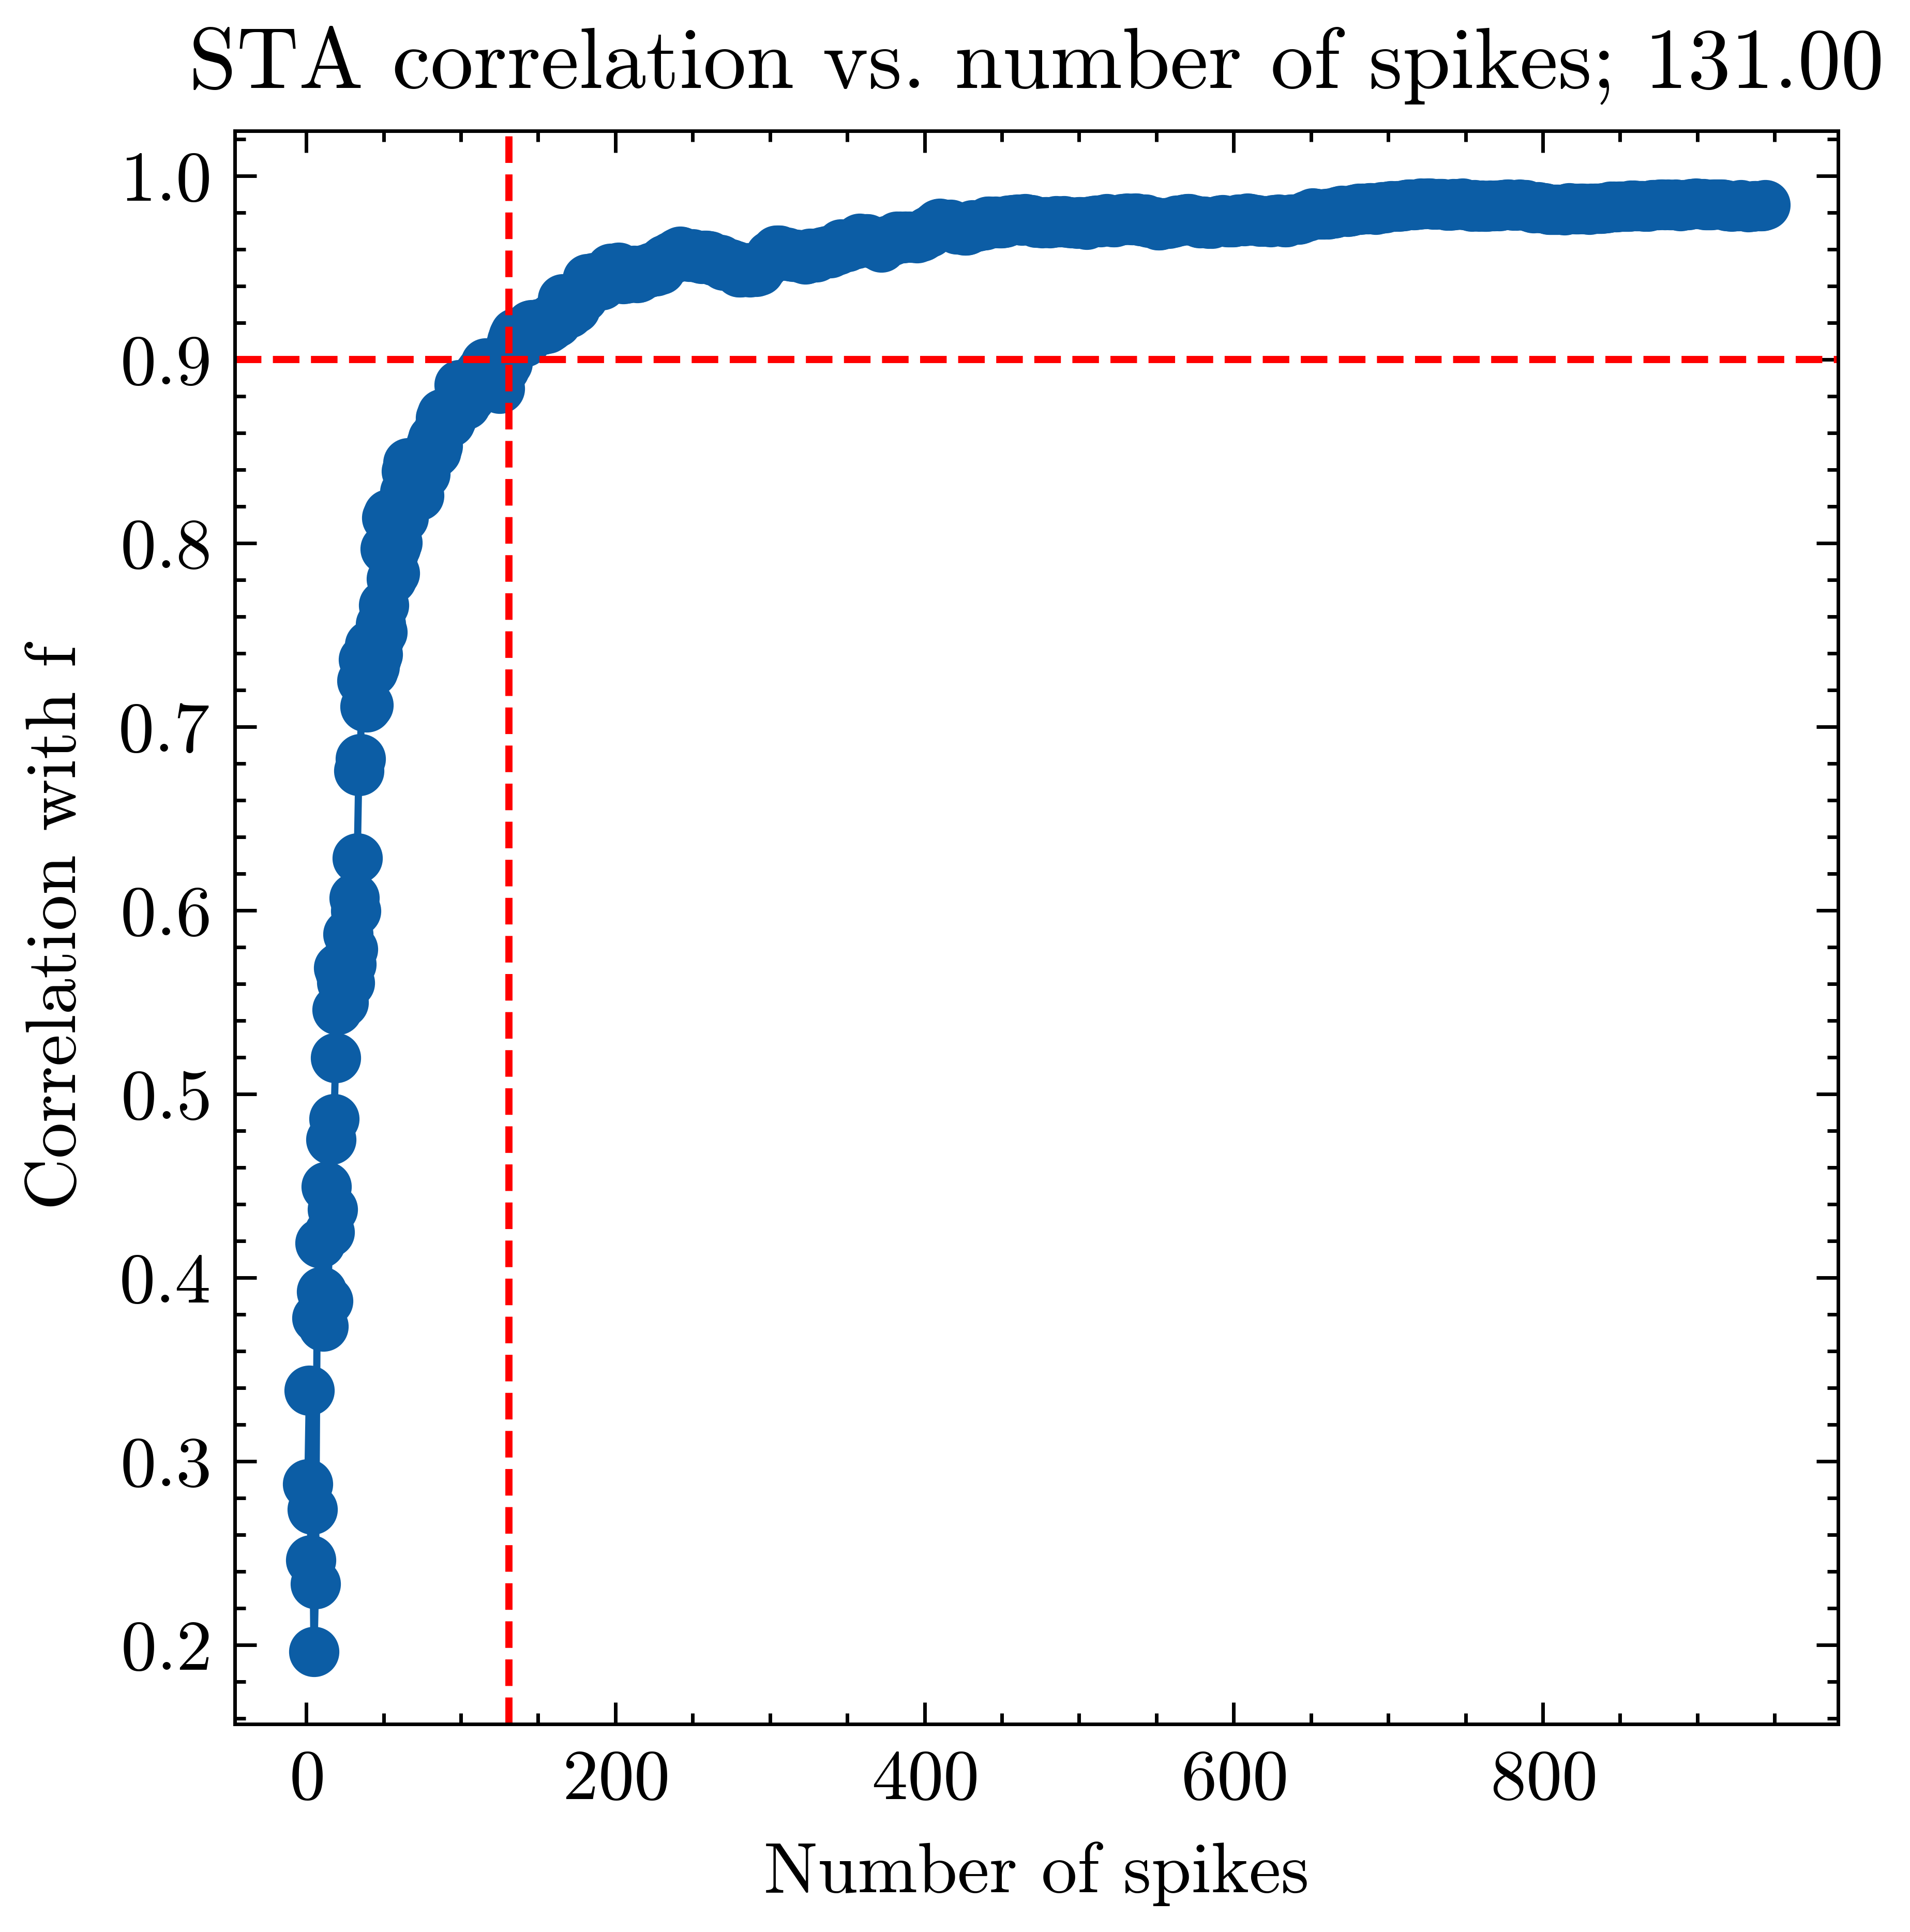 STA correlation vs. number of spikes; 131.00
1.0
0.9
0.8
0.7
0.6
0.5
0.4
0.3
0.2
Correlation with f
0 200 400 600 800
Number of spikes